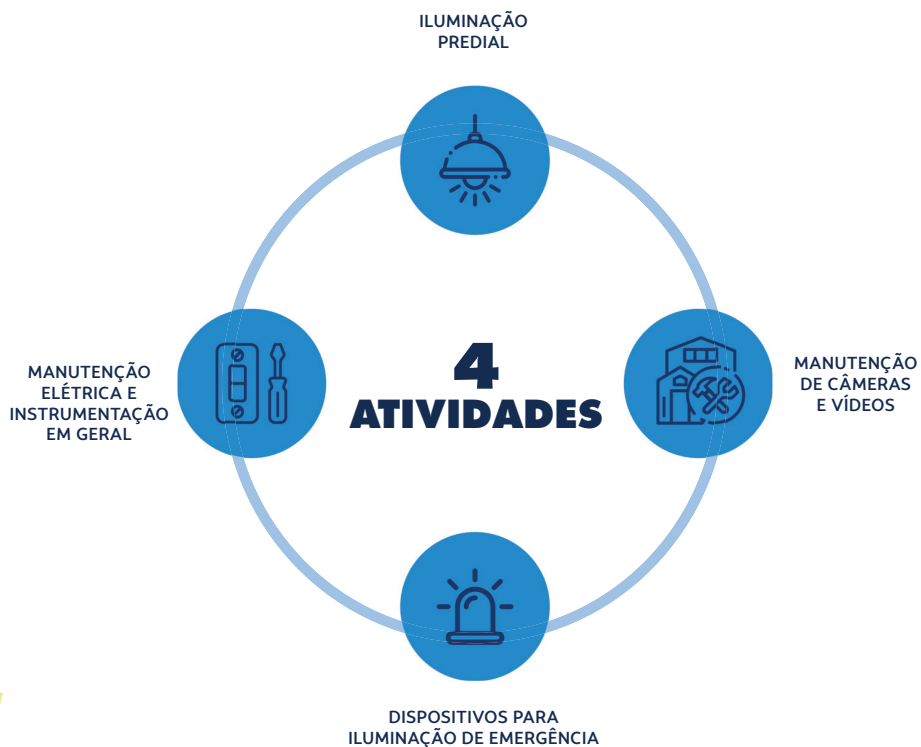 ILUMINAÇÃO
PREDIAL
MANUTENÇÃO
ELÉTRICA E
INSTRUMENTAÇÃO
EM GERAL
4
ATIVIDADES
MANUTENÇÃO
DE CÂMERAS
E VÍDEOS
DISPOSITIVOS PARA
ILUMINAÇÃO DE EMERGÊNCIA